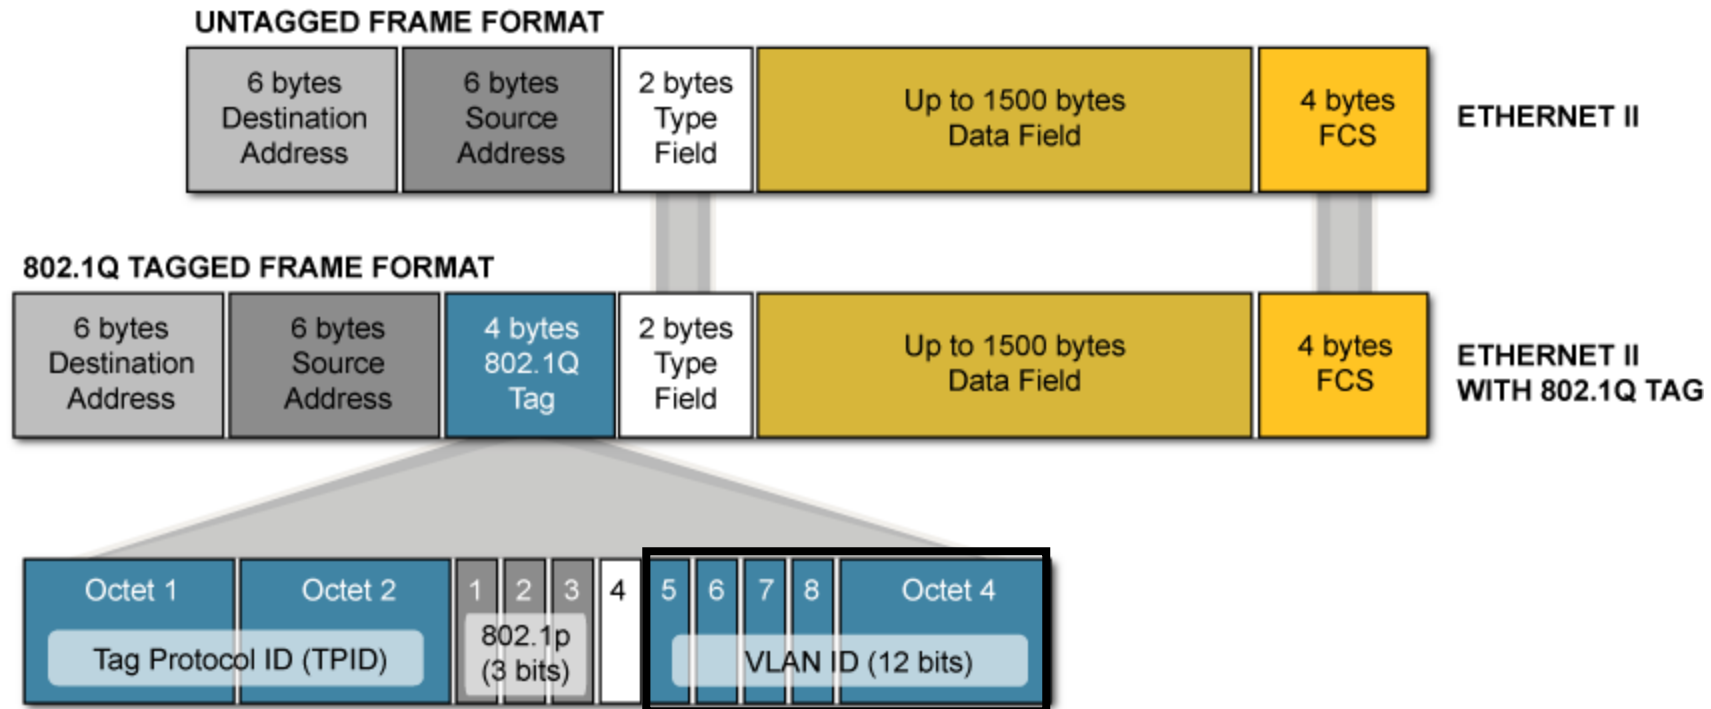 UNTAGGED FRAME FORMAT
6 bytes
Destination
Address
6 bytes
Source
Address
2 bytes
Type
Field
Up to 1500 bytes
Data Field
4 bytes
FCS
ETHERNET II
802.1Q TAGGED FRAME FORMAT
6 bytes
Destination
Address
6 bytes
Source
Address
4 bytes
802.1Q
Tag
2 bytes
Type
Field
Up to 1500 bytes
Data Field
4 bytes
FCS
ETHERNET II
WITH 802.1Q TAG
Octet 1
Octet 2
Tag Protocol ID (TPID)
1 2 3
802.1p
(3 bits)
4
5 6 7 8
Octet 4
VLAN ID (12 bits)